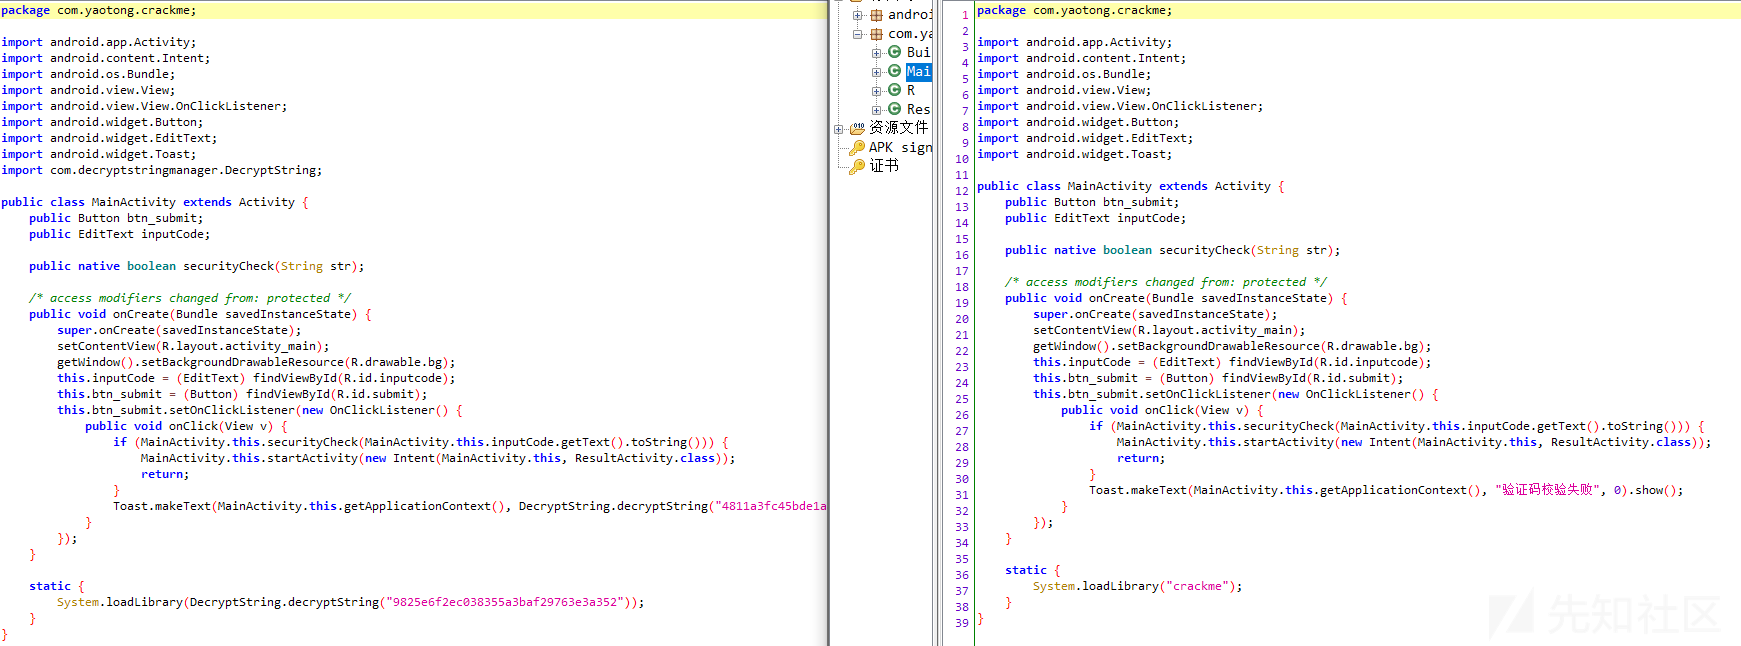 package com.yaotong.crackme;
import android.app.Activity;
import android.content.Intent;
import android.os.Bundle;
import android.view.View;
import android.view.View.OnClickListener;
import android.widget.Button;
import android.widget.EditText;
import android.widget.Toast;
import com.decryptstringmanager.DecryptString;
public class MainActivity extends Activity {
public Button btn_submit;
public EditText inputCode;
public native boolean securityCheck(String str);
/* access modifiers changed from: protected */
public void onCreate(Bundle savedInstanceState) {
super.onCreate(savedInstanceState);
setContentView(R.layout.activity_main);
getWindow().setBackgroundDrawableResource(R.drawable.bg);
this.inputCode = (EditText) findViewById(R.id.inputcode);
this.btn_submit = (Button) findViewById(R.id.submit);
this.btn_submit.setOnClickListener(new OnClickListener() {
public void onClick(View v) {
if (MainActivity.this.securityCheck(MainActivity.this.inputCode.getText().toString())) {
MainActivity.this.startActivity(new Intent(MainActivity.this, ResultActivity.class));
return;
}
Toast.makeText(MainActivity.this.getApplicationContext(), DecryptString.decryptString("4811a3fc45bde1a
}
});
}
static {
System.loadLibrary(DecryptString.decryptString("9825e6f2ec038355a3baf29763e3a352"));
}
}
androi
com.ya
Bui
Mai
R
Res
资源文件
APK sign
证书
1 package com.yaotong.crackme;
2
3 import android.app.Activity;
4 import android.content.Intent;
5 import android.os.Bundle;
6 import android.view.View;
7 import android.view.View.OnClickListener;
8 import android.widget.Button;
9 import android.widget.EditText;
10 import android.widget.Toast;
11
12 public class MainActivity extends Activity {
13 public Button btn_submit;
14 public EditText inputCode;
15
16 public native boolean securityCheck(String str);
17
18 /* access modifiers changed from: protected */
19 public void onCreate(Bundle savedInstanceState) {
20 super.onCreate(savedInstanceState);
21 setContentView(R.layout.activity_main);
22 getWindow().setBackgroundDrawableResource(R.drawable.bg);
23 this.inputCode = (EditText) findViewById(R.id.inputcode);
24 this.btn_submit = (Button) findViewById(R.id.submit);
25 this.btn_submit.setOnClickListener(new OnClickListener() {
26 public void onClick(View v) {
27 if (MainActivity.this.securityCheck(MainActivity.this.inputCode.getText().toString())) {
28 MainActivity.this.startActivity(new Intent(MainActivity.this, ResultActivity.class));
29 return;
30 }
31 Toast.makeText(MainActivity.this.getApplicationContext(), "验证码校验失败", 0).show();
32 }
33 });
34 }
35
36 static {
37 System.loadLibrary("crackme");
38 }
39 }
先知社区